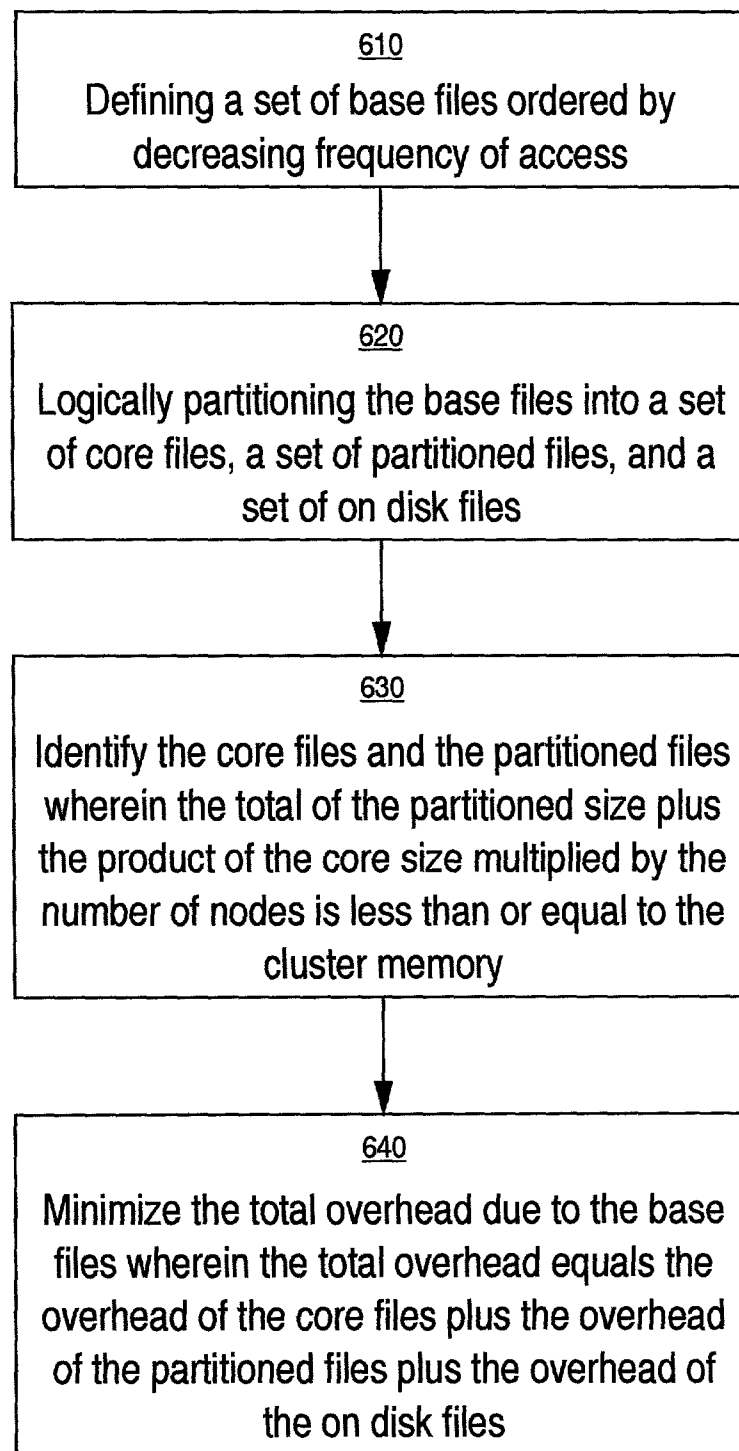 610
Defining a set of base files ordered by
decreasing frequency of access
620
Logically partitioning the base files into a set
of core files, a set of partitioned files, and a
set of on disk files
630
Identify the core files and the partitioned files
wherein the total of the partitioned size plus
the product of the core size multiplied by the
number of nodes is less than or equal to the
cluster memory
640
Minimize the total overhead due to the base
files wherein the total overhead equals the
overhead of the core files plus the overhead
of the partitioned files plus the overhead of
the on disk files